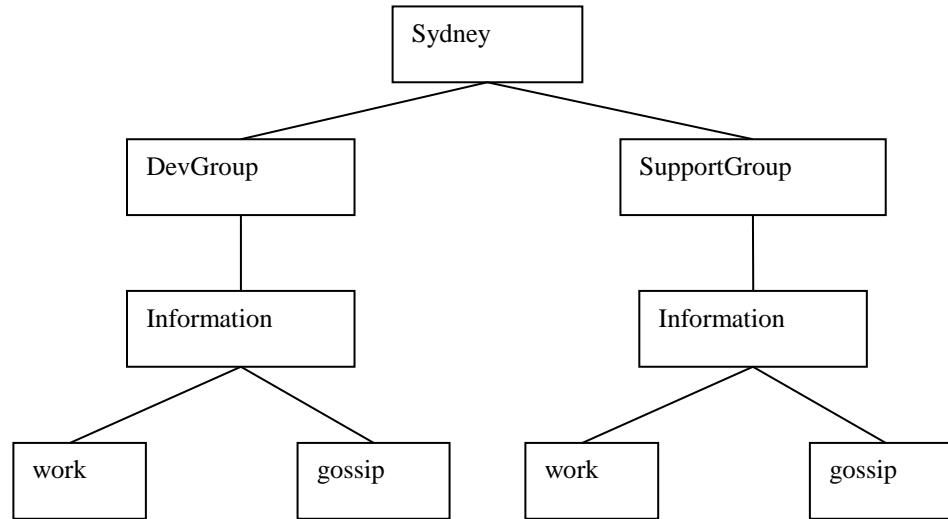 Sydney
DevGroup
SupportGroup
Information
Information
work
gossip
work
gossip